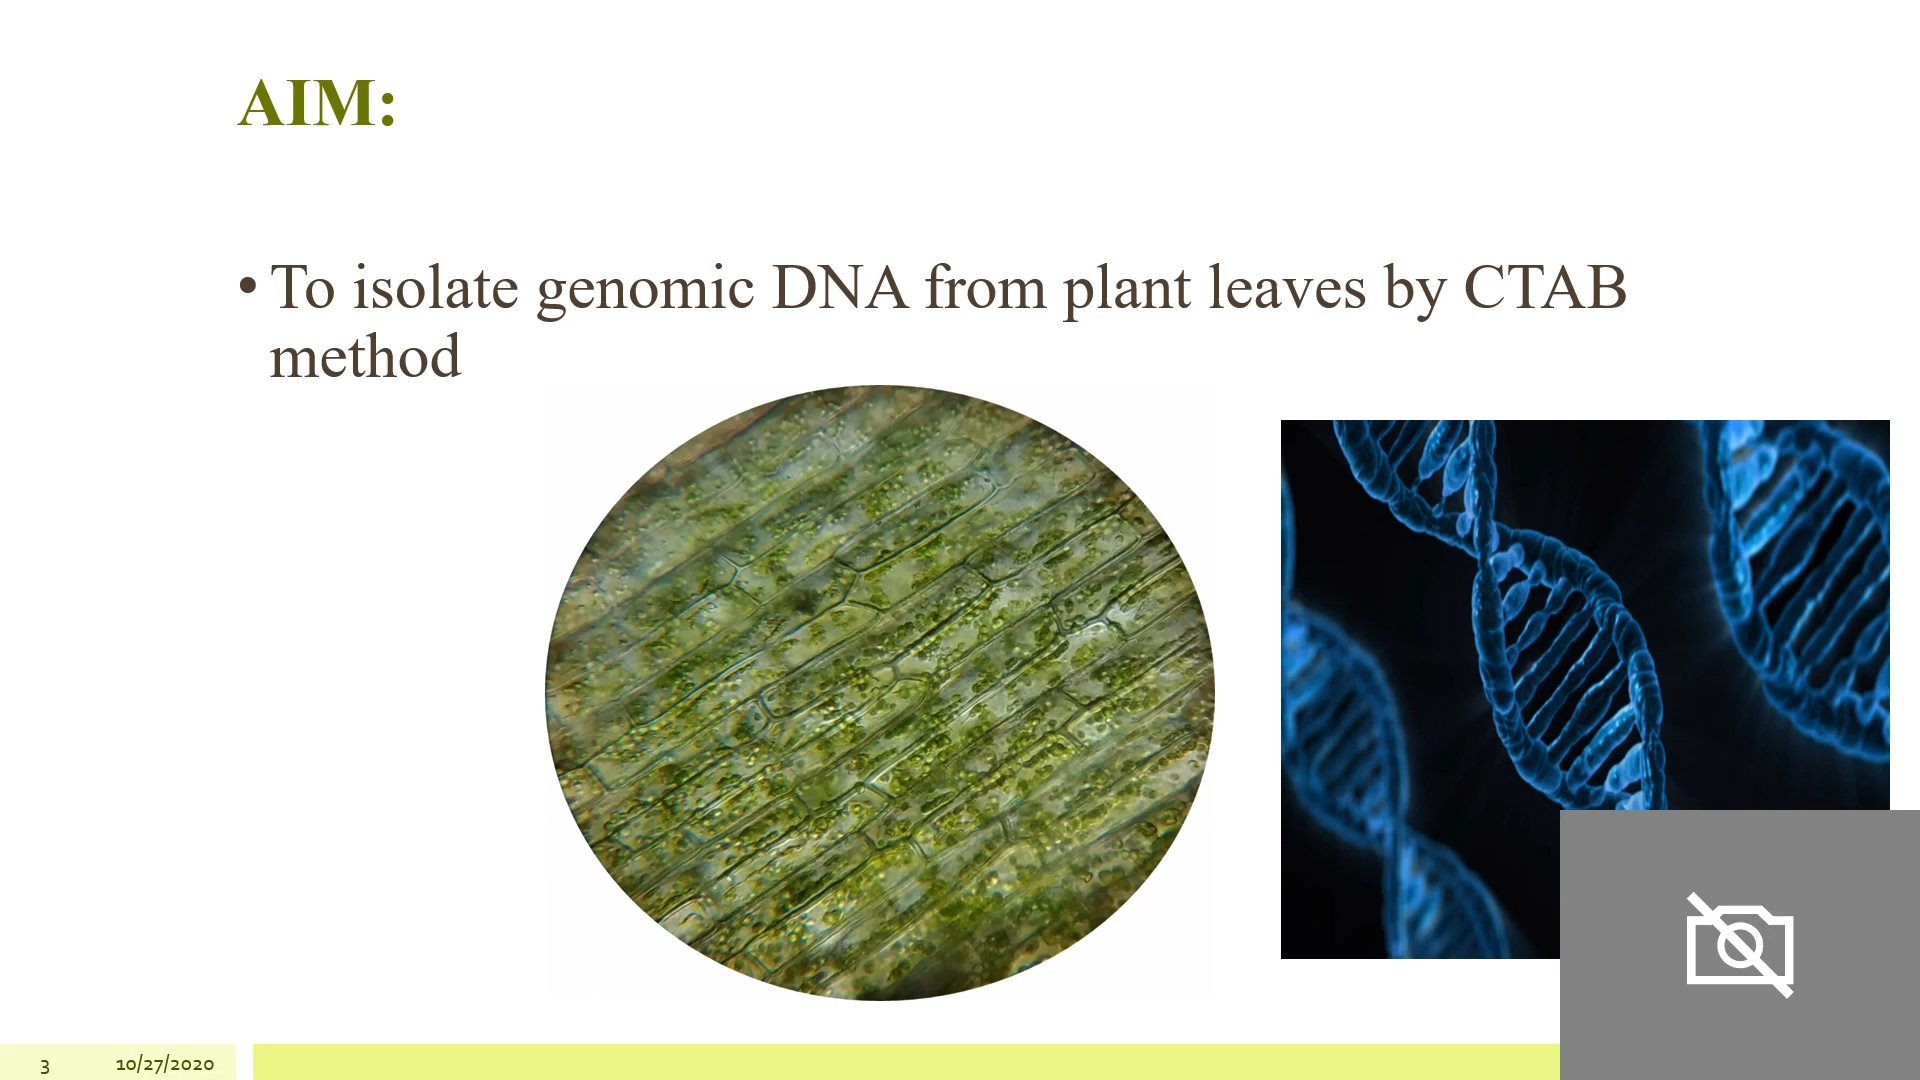 AIM:
• To isolate genomic DNA from plant leaves by CTAB
method
3 10/27/2020